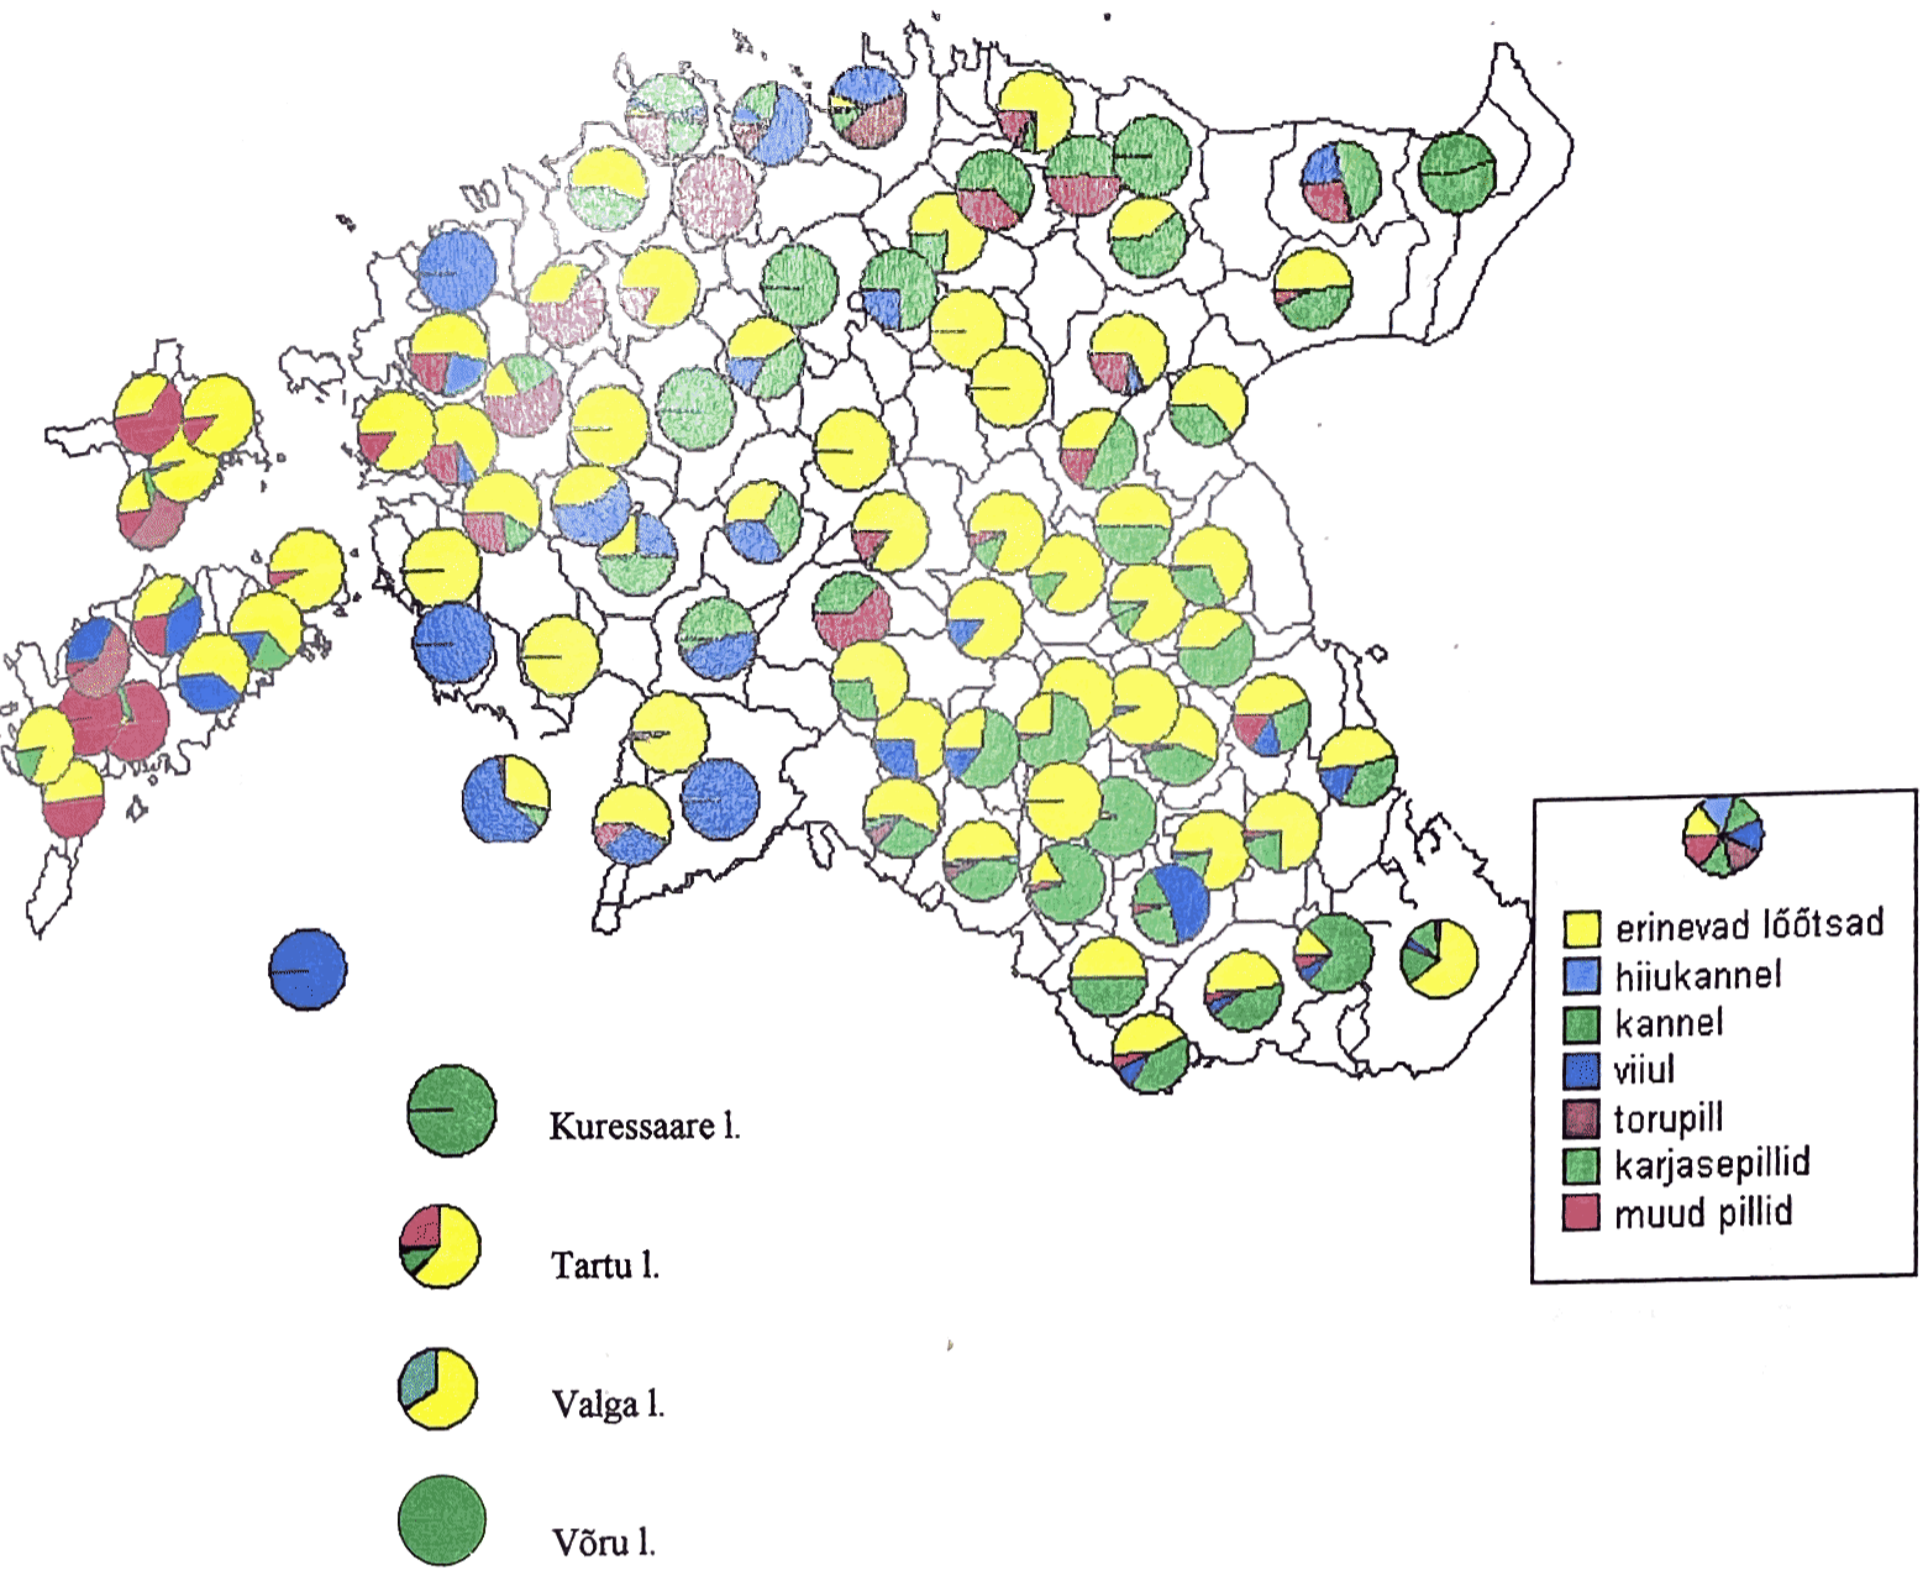 erinevad lõõtsad
hiiukannel
kannel
viiul
torupill
karjasepillid
muud pillid
Kuressaare l.
Tartu l.
Valga l.
Võru l.